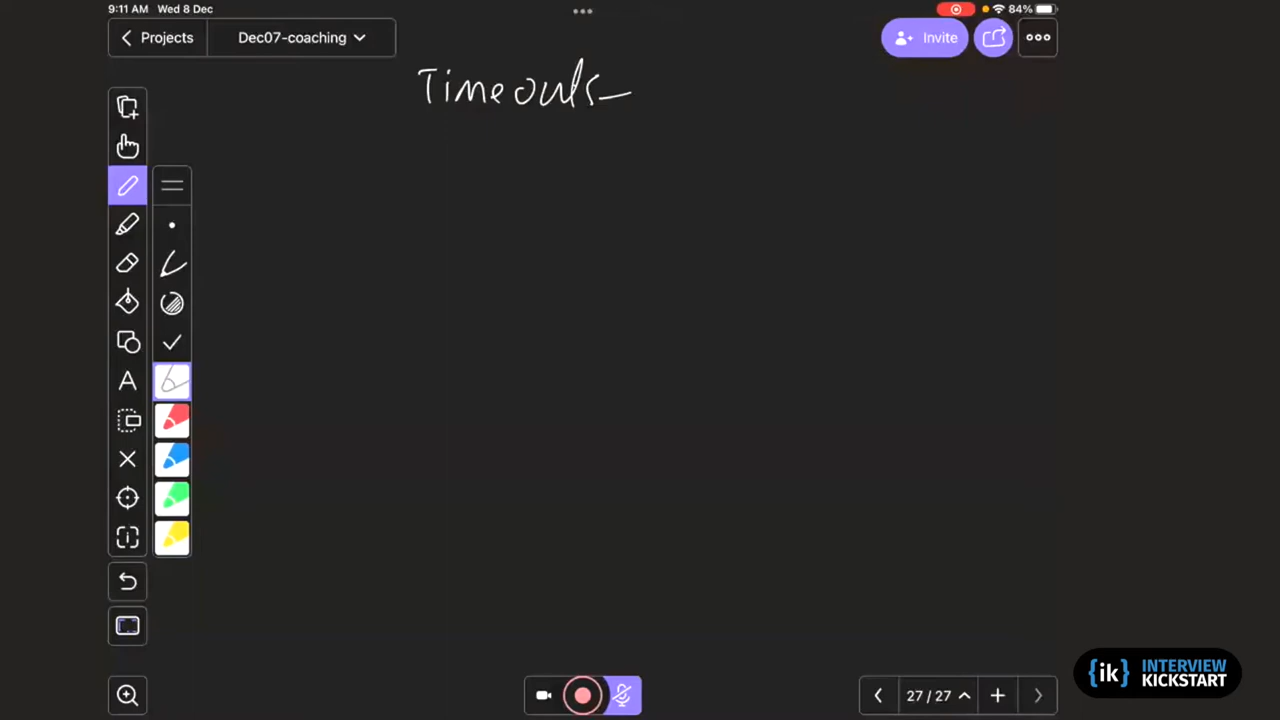 9:11 AM Wed 8 Dec
84%
Projects
Dec07-coaching
Invite
Timeouts
A
27 / 27
{ik} INTERVIEW
KICKSTART